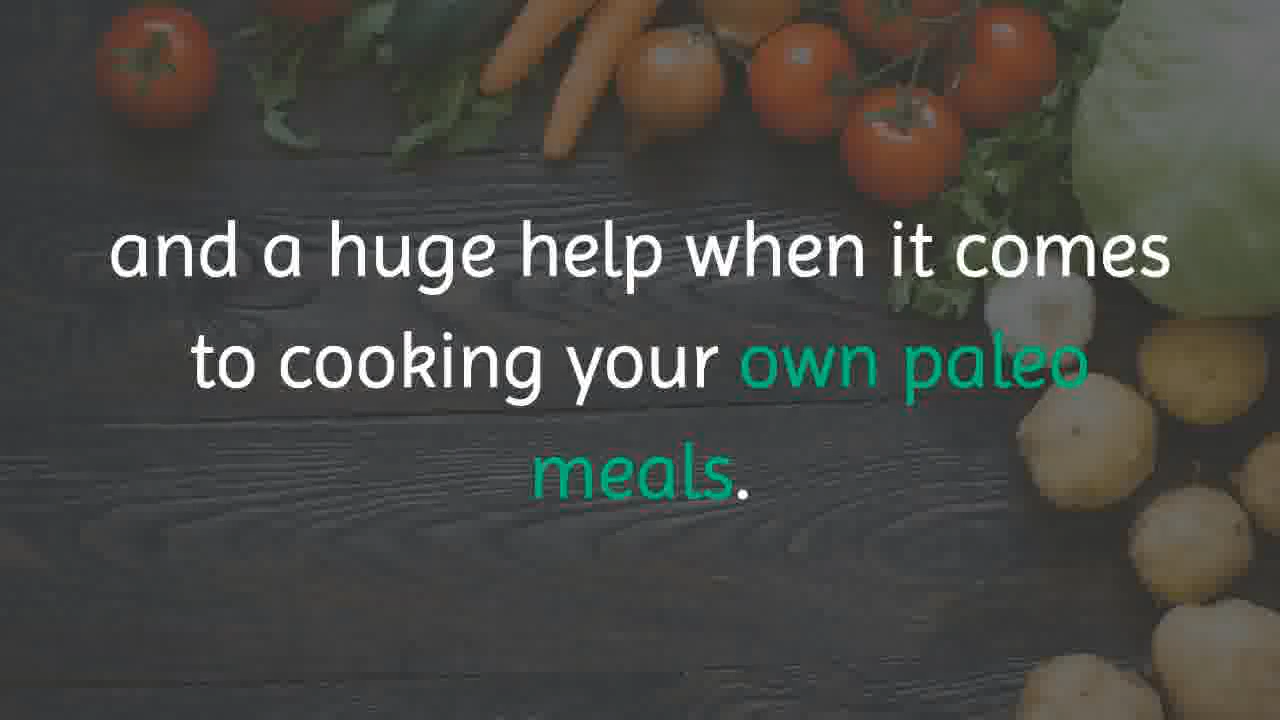 and a huge help when it comes
to cooking your own paleo
meals.